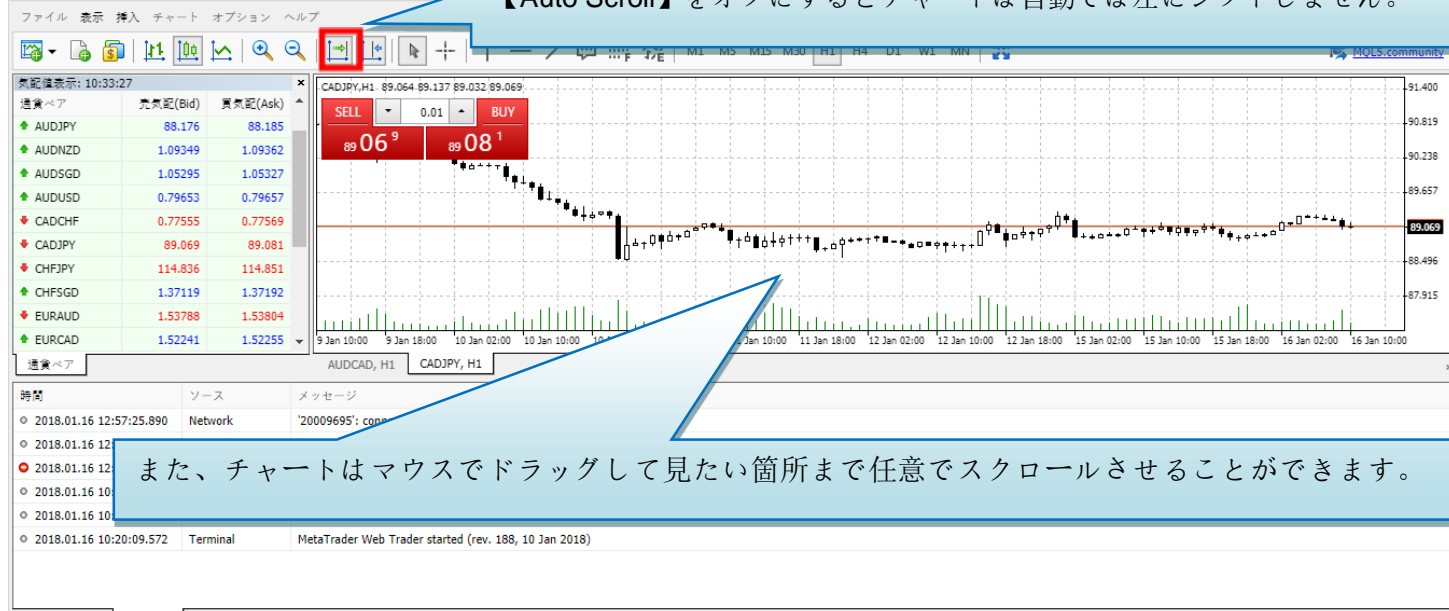 【Auto Scroll】をオフにするとチャートは自動では左にシフトしません。
ファイル 表示 挿入 チャート オプション ヘルプ
M1 M5 M15 M30 H1 H4 D1 W1 MN
MQL5.community
気配値表示: 10:33:27
通貨ペア 売気配(Bid) 買気配(Ask)
AUDJPY 88.176 88.185
AUDNZD 1.09349 1.09362
AUDSGD 1.05295 1.05327
AUDUSD 0.79653 0.79657
CADCHF 0.77555 0.77569
CADJPY 89.069 89.081
CHFJPY 114.836 114.851
CHFSGD 1.37119 1.37192
EURAUD 1.53788 1.53804
EURCAD 1.52241 1.52255
通貨ペア
CADJPY,H1 89.064 89.137 89.032 89.069
SELL 0.01 BUY
89 06 9 89 08 1
91.400
90.819
90.238
89.657
89.069
88.496
87.915
9 Jan 10:00 9 Jan 18:00 10 Jan 02:00 10 Jan 10:00 Jan 10:00 11 Jan 18:00 12 Jan 02:00 12 Jan 10:00 12 Jan 18:00 15 Jan 02:00 15 Jan 10:00 15 Jan 18:00 16 Jan 02:00 16 Jan 10:00
AUDCAD, H1 CADJPY, H1
時間 ソース メッセージ
2018.01.16 12:57:25.890 Network '20009695':
2018.01.16
2018.01.16
2018.01.16
2018.01.16
また、チャートはマウスでドラッグして見たい箇所まで任意でスクロールさせることができます。
2018.01.16 10:20:09.572 Terminal MetaTrader Web Trader started (rev. 188, 10 Jan 2018)